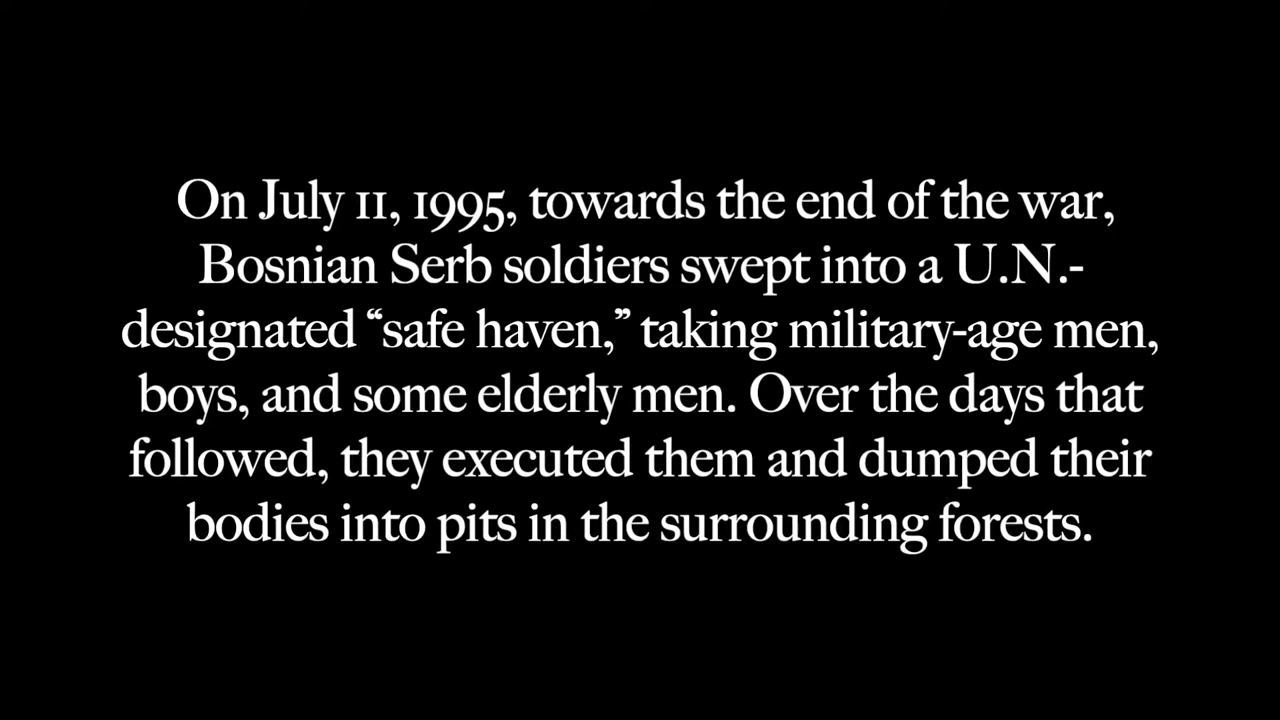 On July 11, 1995, towards the end of the war,
Bosnian Serb soldiers swept into a U.N.-
designated “safe haven,” taking military-age men,
boys, and some elderly men. Over the days that
followed, they executed them and dumped their
bodies into pits in the surrounding forests.